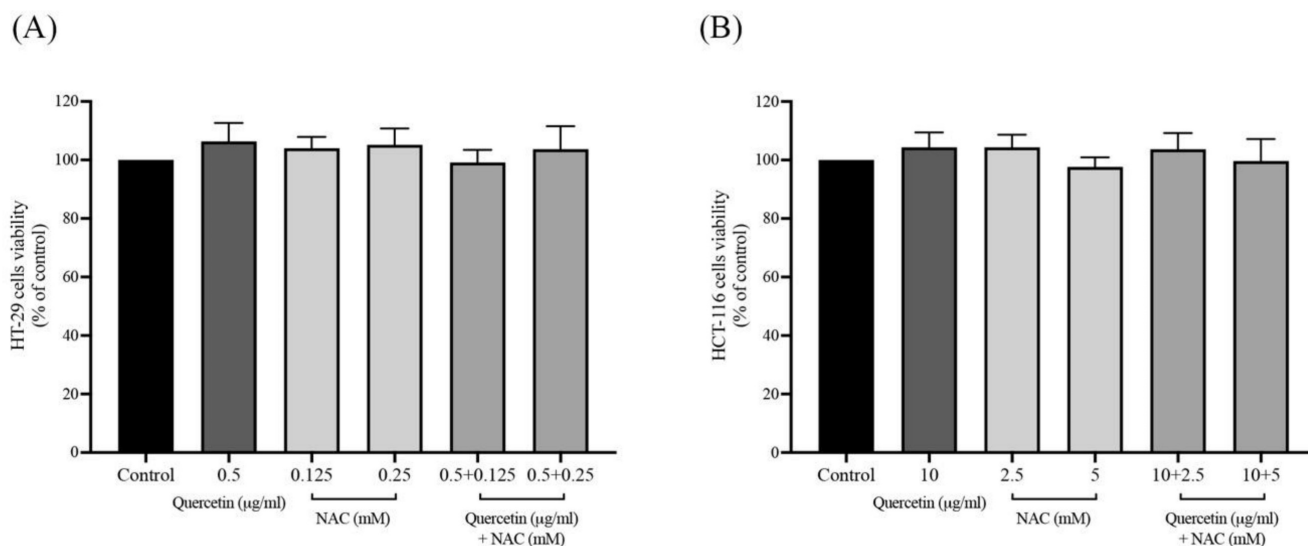 (A)
HT-29 cells viability
(% of control)
120
100
80
60
40
20
0
Control 0.5 0.125 0.25 0.5+0.125 0.5+0.25
Quercetin (μg/ml) NAC (mM) Quercetin (μg/ml)
+ NAC (mM)
(B)
HCT-116 cells viability
(% of control)
120
100
80
60
40
20
0
Control 10 2.5 5 10+2.5 10+5
Quercetin (μg/ml) NAC (mM) Quercetin (μg/ml)
+ NAC (mM)